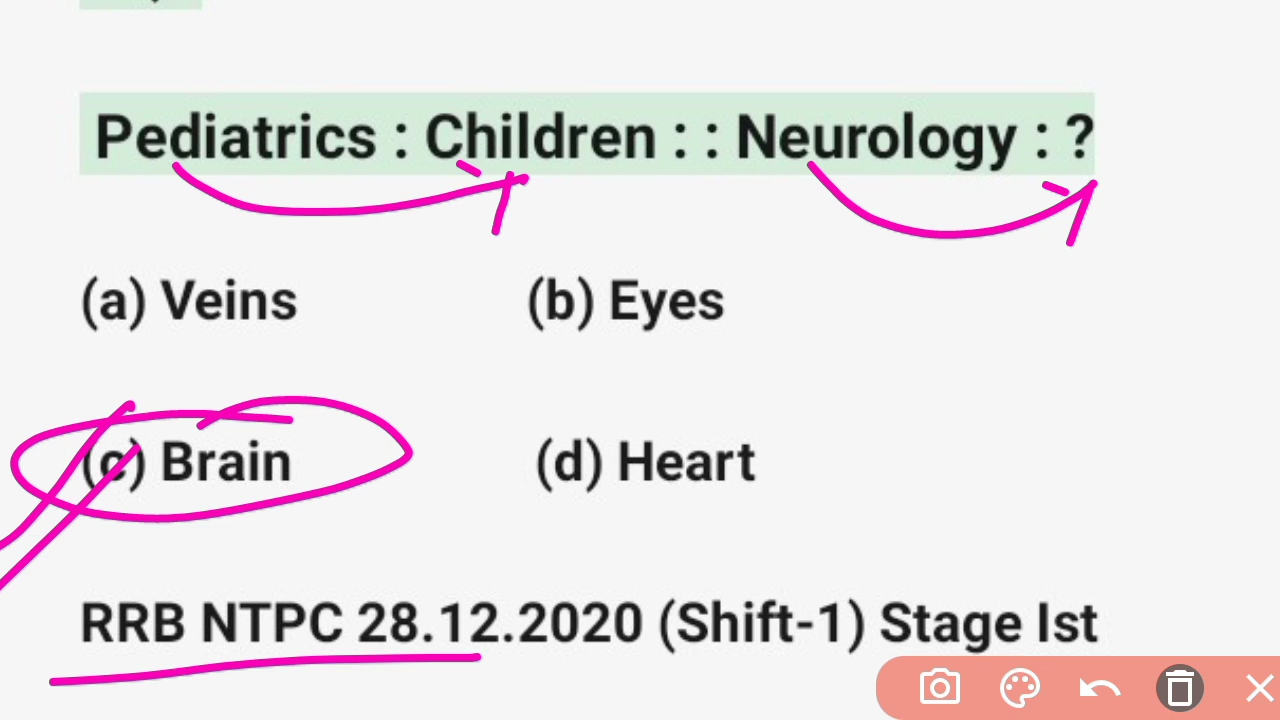 Pediatrics : Children : : Neurology : ?
(a) Veins (b) Eyes
(c) Brain (d) Heart
RRB NTPC 28.12.2020 (Shift-1) Stage Ist